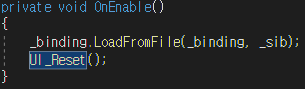 private void OnEnable()
{
_binding.LoadFromFile(_binding, _sib);
UI_Reset();
}